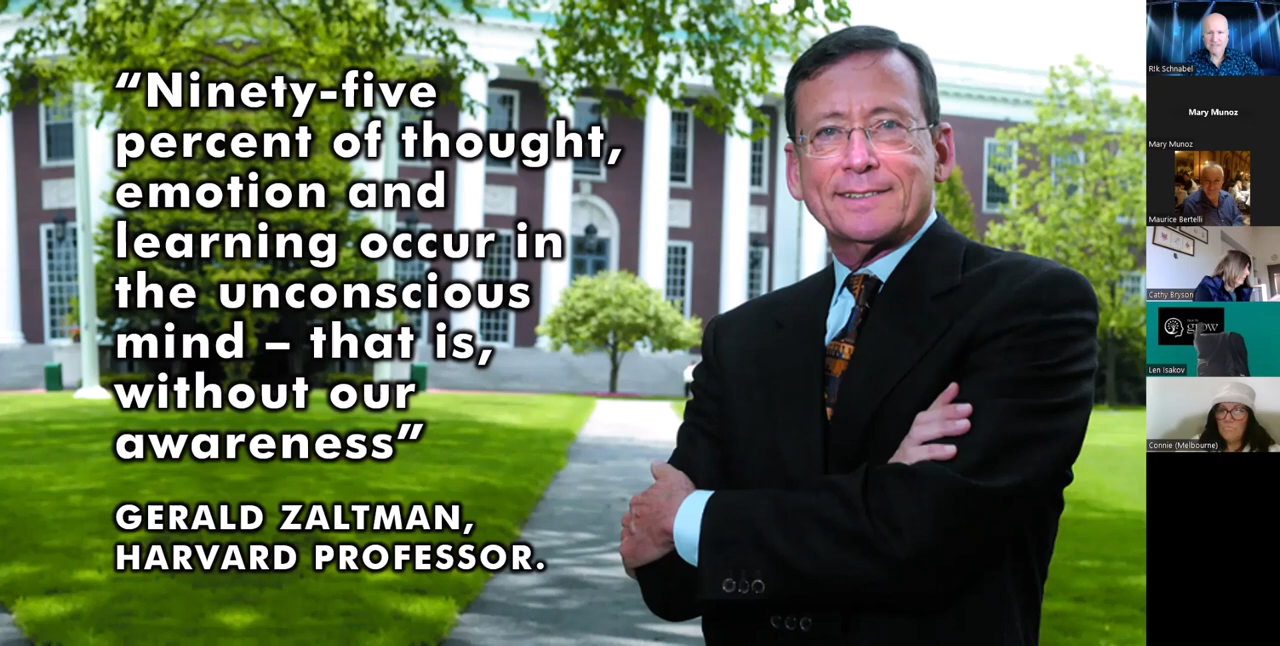 “Ninety-five
percent of thought,
emotion and
learning occur in
the unconscious
mind – that is,
without our
awareness”
GERALD ZALTMAN,
HARVARD PROFESSOR.
Rik Schnabel
Mary Munoz
Mary Munoz
Maurice Bertelli
Cathy Bryson
grow
Len Isakov
Connie (Melbourne)